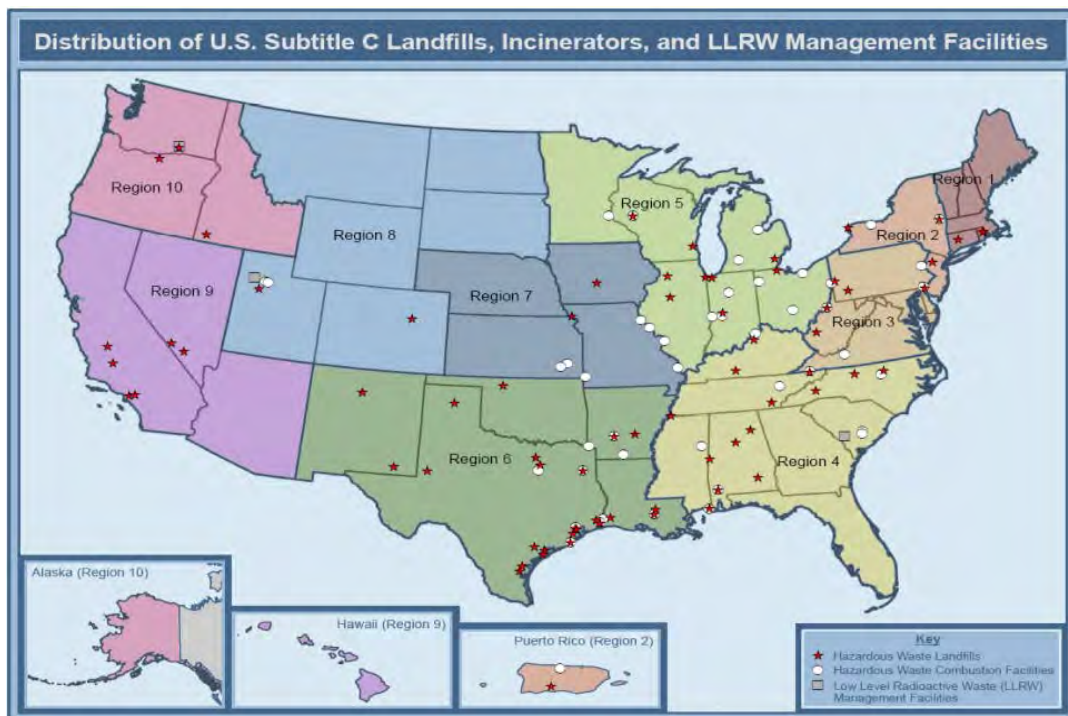 Distribution of U.S. Subtitle C Landfills, Incinerators, and LLRW Management Facilities
Region 1
Region 10
Region 5
Region 2
Region 8
Region 9
Region 7
Region 3
Region 6
Region 4
Alaska (Region 10)
Hawaii (Region 9)
Puerto Rico (Region 2)
Key
Hazardous Waste Landfills
Hazardous Waste Combustion Facilities
Low Level Radioactive Waste (LLRW)
Management Facilities